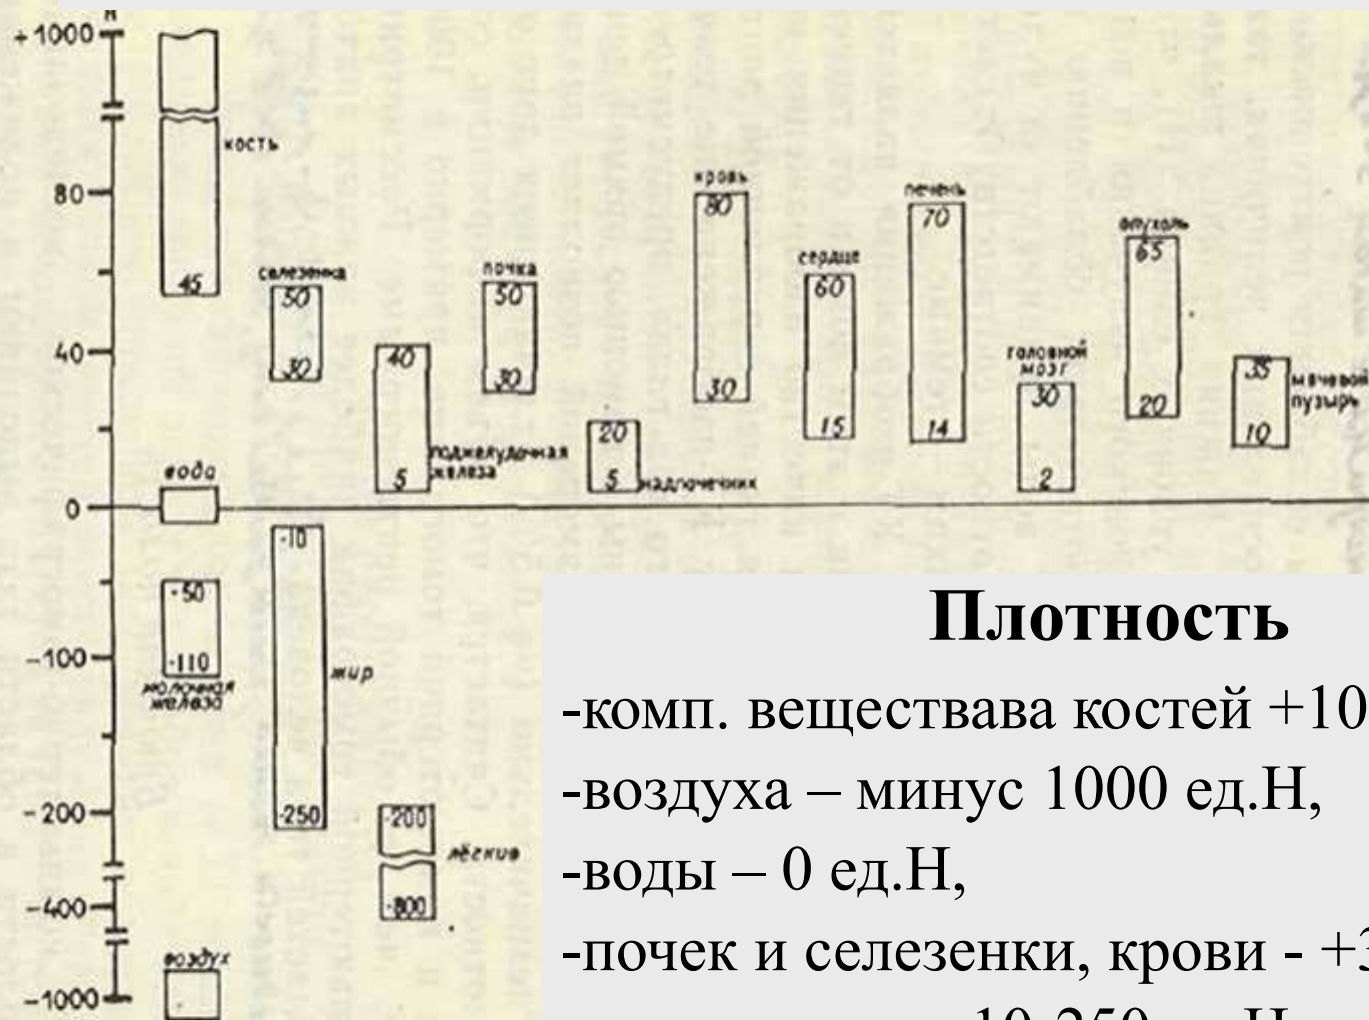 Н
+1000
кость
80
45
селезенка
50
30
40
40
5
поджелудочная
железа
почка
50
30
20
5
надпочечник
кровь
80
30
сердце
60
15
печень
70
14
головной
мозг
30
2
опухоль
65
20
35
10
мачевой
пузырь
вода
0
-50
-110
молочная
железа
-10
-250
жир
-100
-200
-200
-800
лёгкие
-400
воздух
-1000
Плотность
-комп. веществава костей +10
-воздуха – минус 1000 ед.Н,
-воды – 0 ед.Н,
-почек и селезенки, крови - +3
10-250